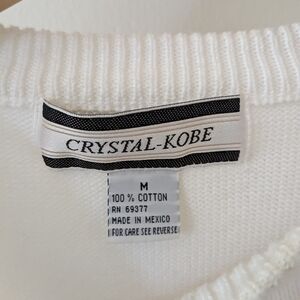 CRYSTAL-KOBE
M
100 % COTTON
RN 69377
MADE IN MEXICO
FOR CARE SEE REVERSE